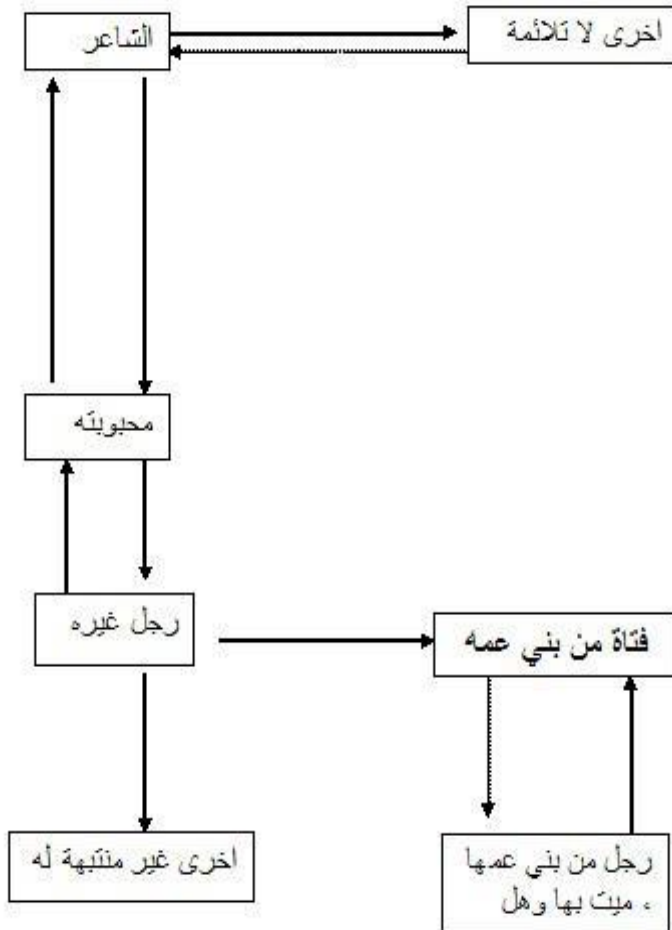 الشاعر
اخرى لا تلائمة
محبوبته
رجل غيره
فتاة من بني عمه
اخرى غير منتبهة له
رجل من بني عمها
، ميت بها وهل